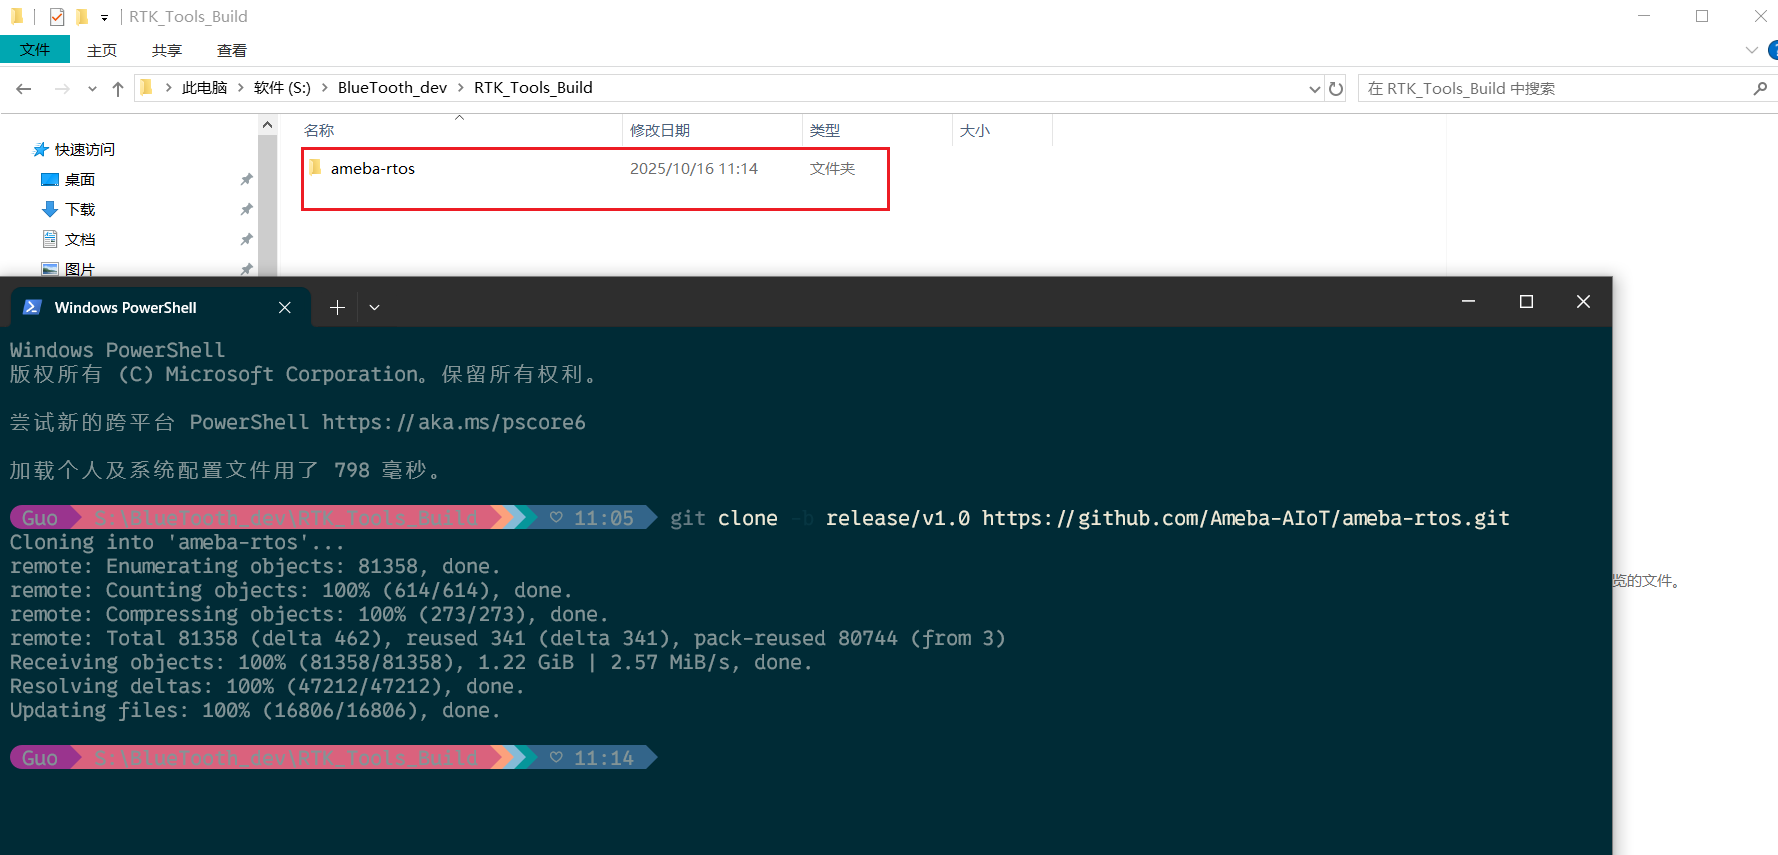 RTK_Tools_Build
文件 主页 共享 查看
此电脑 软件 (S:) BlueTooth_dev RTK_Tools_Build
在 RTK_Tools_Build 中搜索
名称 修改日期 类型 大小
快速访问
ameba-rtos 2025/10/16 11:14 文件夹
桌面
下载
文档
图片
Windows PowerShell
Windows PowerShell
版权所有 (C) Microsoft Corporation。保留所有权利。
尝试新的跨平台 PowerShell https://aka.ms/pscore6
加载个人及系统配置文件用了 798 毫秒。
Guo S:\BlueTooth_dev\RTK_Tools_Build ♡ 11:05 git clone -b release/v1.0 https://github.com/Ameba-AIoT/ameba-rtos.git
Cloning into 'ameba-rtos'...
remote: Enumerating objects: 81358, done.
remote: Counting objects: 100% (614/614), done.
remote: Compressing objects: 100% (273/273), done.
remote: Total 81358 (delta 462), reused 341 (delta 341), pack-reused 80744 (from 3)
Receiving objects: 100% (81358/81358), 1.22 GiB | 2.57 MiB/s, done.
Resolving deltas: 100% (47212/47212), done.
Updating files: 100% (16806/16806), done.
Guo S:\BlueTooth_dev\RTK_Tools_Build ♡ 11:14
览的文件。